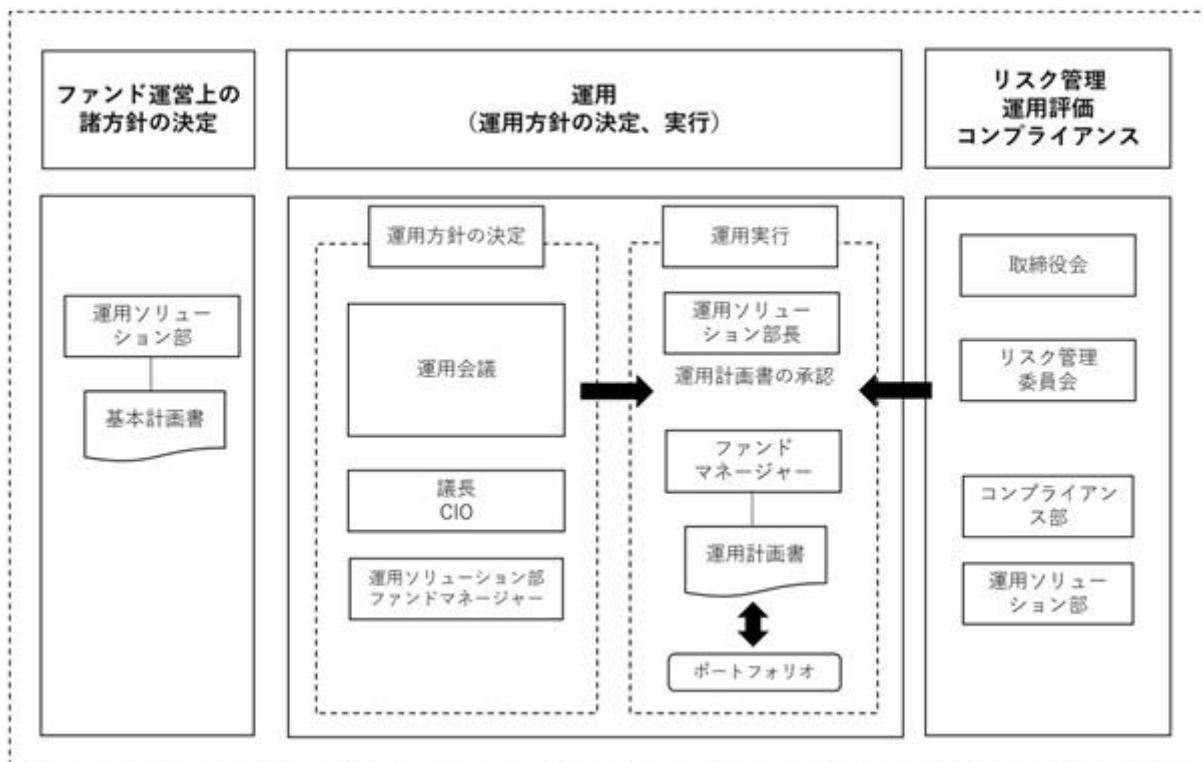 ファンド運営上の
諸方針の決定
運用
（運用方針の決定、実行）
リスク管理
運用評価
コンプライアンス
運用ソリュー
ション部
基本計画書
運用方針の決定
運用会議
議長
CIO
運用ソリューション部
ファンドマネージャー
運用実行
運用ソリュー
ション部長
運用計画書の承認
ファンド
マネージャー
運用計画書
ポートフォリオ
取締役会
リスク管理
委員会
コンプライアン
ス部
運用ソリュー
ション部